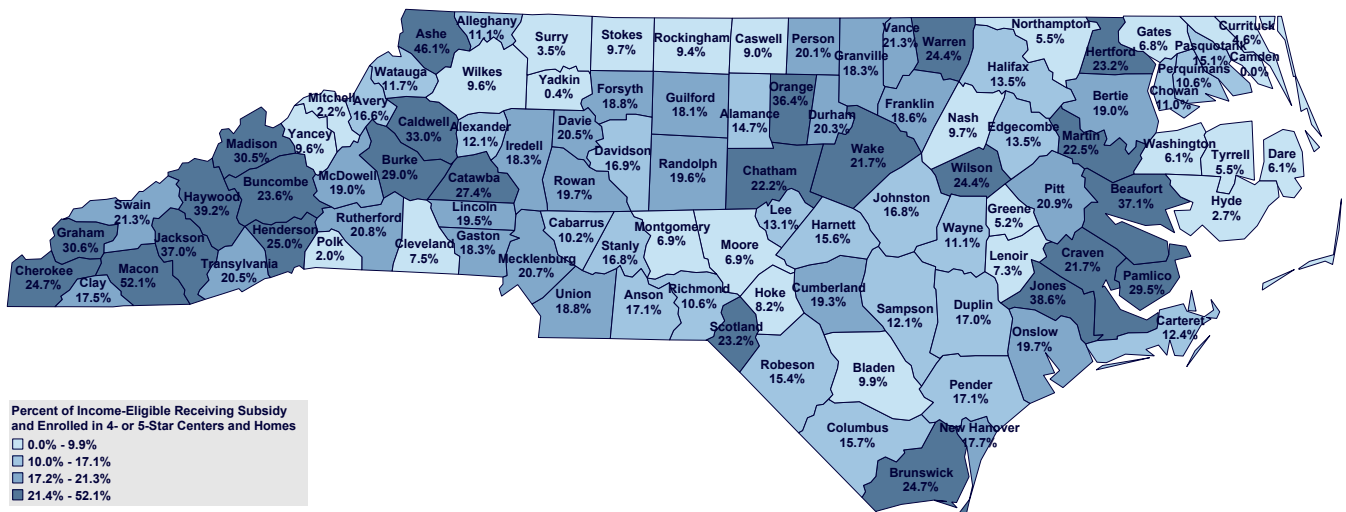 Ashe
46.1%
Alleghany
11.1%
Surry
3.5%
Stokes
9.7%
Rockingham
9.4%
Caswell
9.0%
Person
20.1%
Granville
18.3%
Vance
21.3%
Warren
24.4%
Northampton
5.5%
Gates
6.8%
Currituck
4.6%
Pasquotank
15.1%
Camden
0.0%
Hertford
23.2%
Perquimans
10.6%
Chowan
11.0%
Halifax
13.5%
Bertie
19.0%
Watauga
11.7%
Wilkes
9.6%
Yadkin
0.4%
Forsyth
18.8%
Guilford
18.1%
Alamance
14.7%
Orange
36.4%
Durham
20.3%
Franklin
18.6%
Nash
9.7%
Edgecombe
13.5%
Martin
22.5%
Washington
6.1%
Tyrrell
5.5%
Dare
6.1%
Mitchell
2.2%
Avery
16.6%
Caldwell
33.0%
Alexander
12.1%
Iredell
18.3%
Davie
20.5%
Davidson
16.9%
Randolph
19.6%
Chatham
22.2%
Wake
21.7%
Wilson
24.4%
Pitt
20.9%
Beaufort
37.1%
Hyde
2.7%
Madison
30.5%
Yancey
9.6%
Burke
29.0%
Catawba
27.4%
Rowan
19.7%
Johnston
16.8%
Greene
5.2%
Buncombe
23.6%
McDowell
19.0%
Haywood
39.2%
Swain
21.3%
Graham
30.6%
Jackson
37.0%
Henderson
25.0%
Rutherford
20.8%
Polk
2.0%
Cleveland
7.5%
Lincoln
19.5%
Gaston
18.3%
Mecklenburg
20.7%
Cabarrus
10.2%
Stanly
16.8%
Montgomery
6.9%
Moore
6.9%
Lee
13.1%
Harnett
15.6%
Wayne
11.1%
Lenoir
7.3%
Craven
21.7%
Pamlico
29.5%
Jones
38.6%
Cherokee
24.7%
Clay
17.5%
Macon
52.1%
Transylvania
20.5%
Union
18.8%
Anson
17.1%
Richmond
10.6%
Scotland
23.2%
Hoke
8.2%
Cumberland
19.3%
Sampson
12.1%
Duplin
17.0%
Onslow
19.7%
Carteret
12.4%
Robeson
15.4%
Bladen
9.9%
Pender
17.1%
Columbus
15.7%
New Hanover
17.7%
Brunswick
24.7%
Percent of Income-Eligible Receiving Subsidy
and Enrolled in 4- or 5-Star Centers and Homes
0.0% - 9.9%
10.0% - 17.1%
17.2% - 21.3%
21.4% - 52.1%